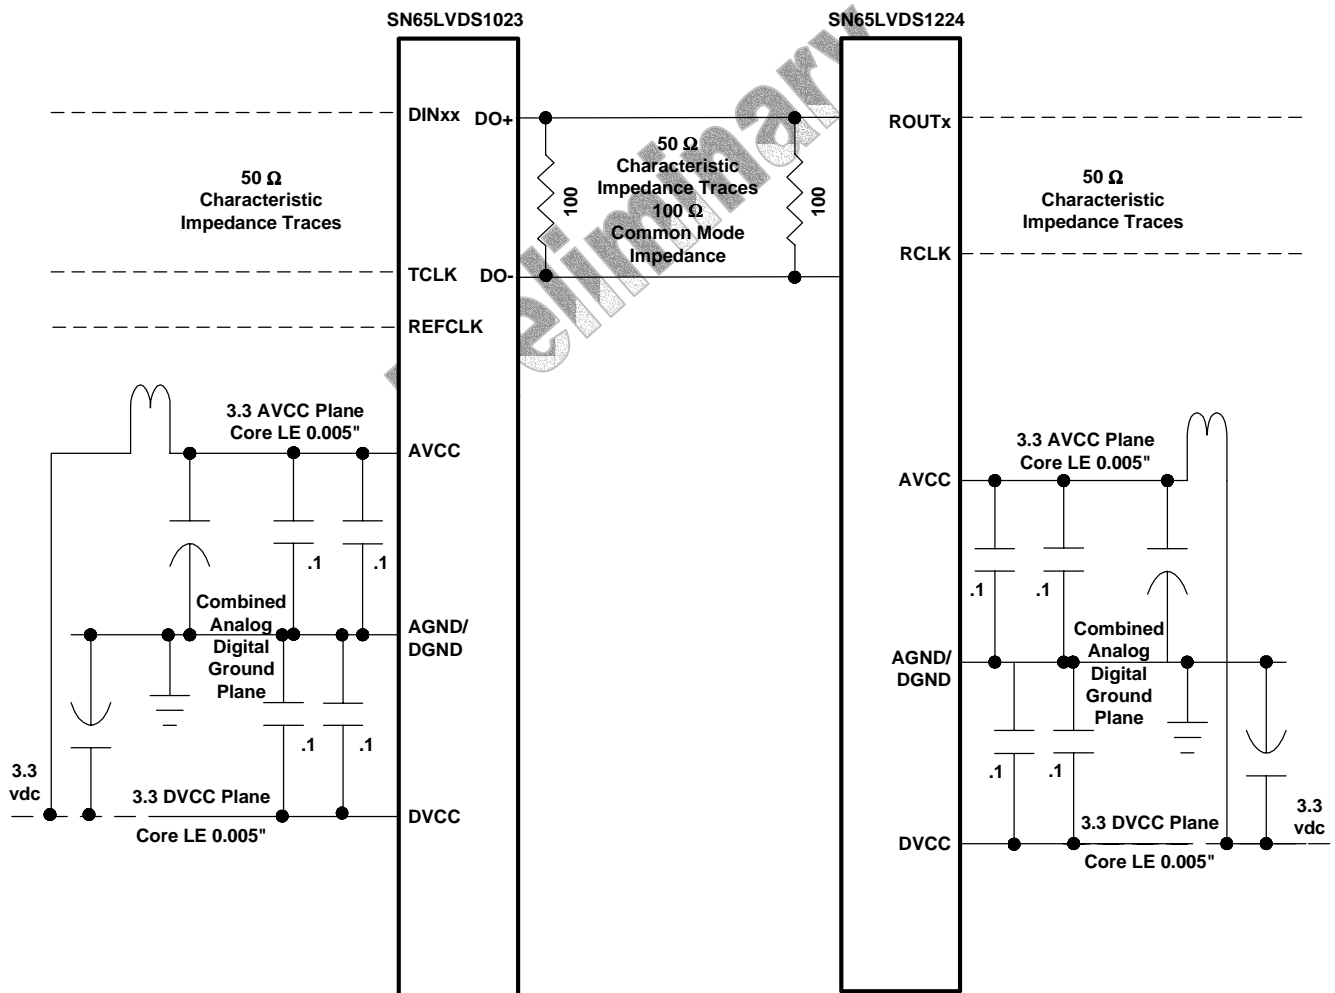 SN65LVDS1023
SN65LVDS1224
DINxx
DO+
ROUTx
50 Ω
Characteristic
Impedance Traces
50 Ω
Characteristic
Impedance Traces
100 Ω
Common Mode
Impedance
100
100
50 Ω
Characteristic
Impedance Traces
TCLK
DO-
RCLK
REFCLK
3.3 AVCC Plane
Core LE 0.005"
AVCC
3.3 AVCC Plane
Core LE 0.005"
AVCC
.1
.1
.1
.1
Combined
Analog
Digital
Ground
Plane
AGND/
DGND
AGND/
DGND
Combined
Analog
Digital
Ground
Plane
.1
.1
.1
.1
3.3
vdc
3.3 DVCC Plane
Core LE 0.005"
DVCC
DVCC
3.3 DVCC Plane
Core LE 0.005"
3.3
vdc
eliminary